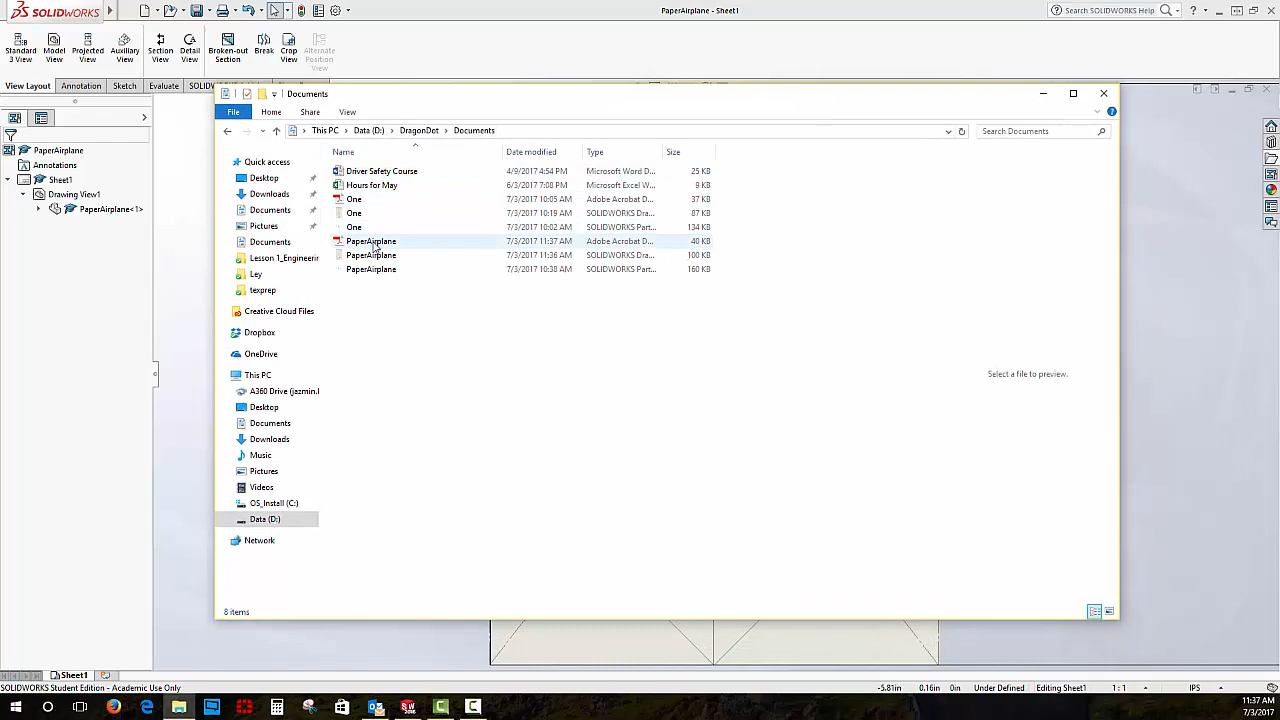 SOLIDWORKS
PaperAirplane - Sheet1
Search SOLIDWORKS Help
Standard 3 View
Model View
Projected View
Auxiliary View
Section View
Detail View
Broken-out Section
Break
Crop View
Alternate Position View
View Layout
Annotation
Sketch
Evaluate
PaperAirplane
Annotations
Sheet1
Drawing View1
PaperAirplane<1>
Documents
File
Home
Share
View
This PC > Data (D:) > DragonDot > Documents
Search Documents
Name Date modified Type Size
Driver Safety Course 4/9/2017 4:54 PM Microsoft Word D... 25 KB
Hours for May 6/3/2017 7:08 PM Microsoft Excel W... 9 KB
One 7/3/2017 10:05 AM Adobe Acrobat D... 37 KB
One 7/3/2017 10:19 AM SOLIDWORKS Dra... 87 KB
One 7/3/2017 10:02 AM SOLIDWORKS Part... 134 KB
PaperAirplane 7/3/2017 11:37 AM Adobe Acrobat D... 40 KB
PaperAirplane 7/3/2017 11:36 AM SOLIDWORKS Dra... 100 KB
PaperAirplane 7/3/2017 10:38 AM SOLIDWORKS Part... 160 KB
Quick access
Desktop
Downloads
Documents
Pictures
Documents
Lesson 1_Engineerin
Ley
texprep
Creative Cloud Files
Dropbox
OneDrive
This PC
A360 Drive (jazmin.l
Desktop
Documents
Downloads
Music
Pictures
Videos
OS_Install (C:)
Data (D:)
Network
Select a file to preview.
8 items
Sheet1
SOLIDWORKS Student Edition - Academic Use Only
-5.81in 0.16in 0in Under Defined Editing Sheet1 1 : 1 IPS
11:37 AM
7/3/2017